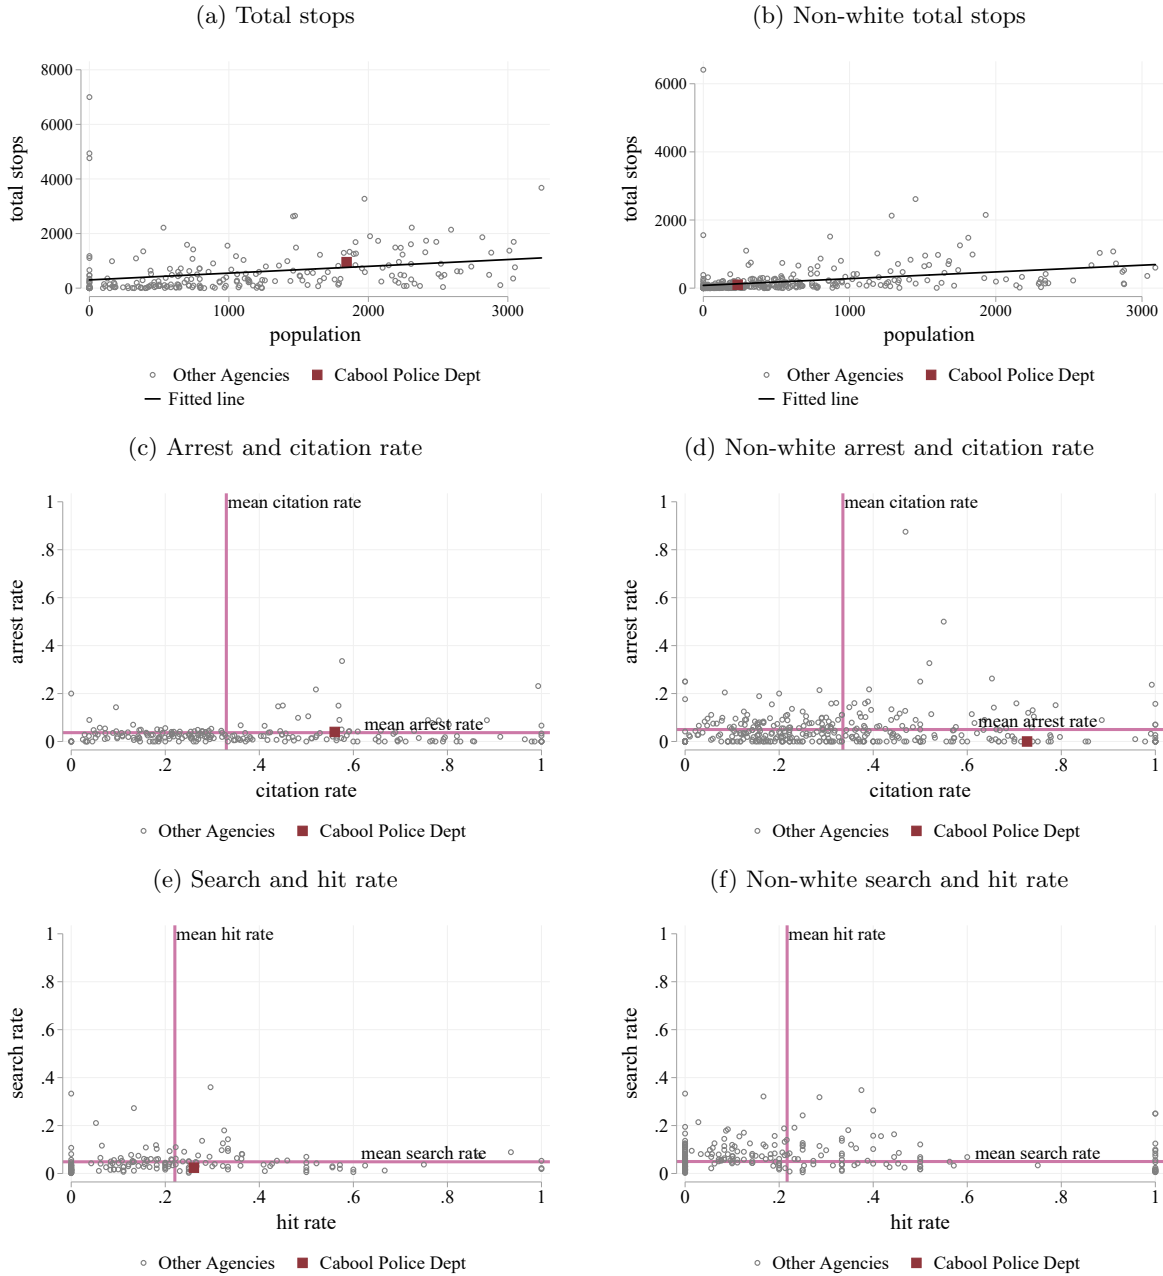 (a) Total stops
(b) Non-white total stops
total stops
8000
6000
4000
2000
0
0
1000
2000
3000
population
Other Agencies
Cabool Police Dept
Fitted line
total stops
6000
4000
2000
0
0
1000
2000
3000
population
Other Agencies
Cabool Police Dept
Fitted line
(c) Arrest and citation rate
(d) Non-white arrest and citation rate
arrest rate
1
.8
.6
.4
.2
0
mean citation rate
mean arrest rate
0
.2
.4
.6
.8
1
citation rate
Other Agencies
Cabool Police Dept
arrest rate
1
.8
.6
.4
.2
0
mean citation rate
mean arrest rate
0
.2
.4
.6
.8
1
citation rate
Other Agencies
Cabool Police Dept
(e) Search and hit rate
(f) Non-white search and hit rate
search rate
1
.8
.6
.4
.2
0
mean hit rate
mean search rate
0
.2
.4
.6
.8
1
hit rate
Other Agencies
Cabool Police Dept
search rate
1
.8
.6
.4
.2
0
mean hit rate
mean search rate
0
.2
.4
.6
.8
1
hit rate
Other Agencies
Cabool Police Dept